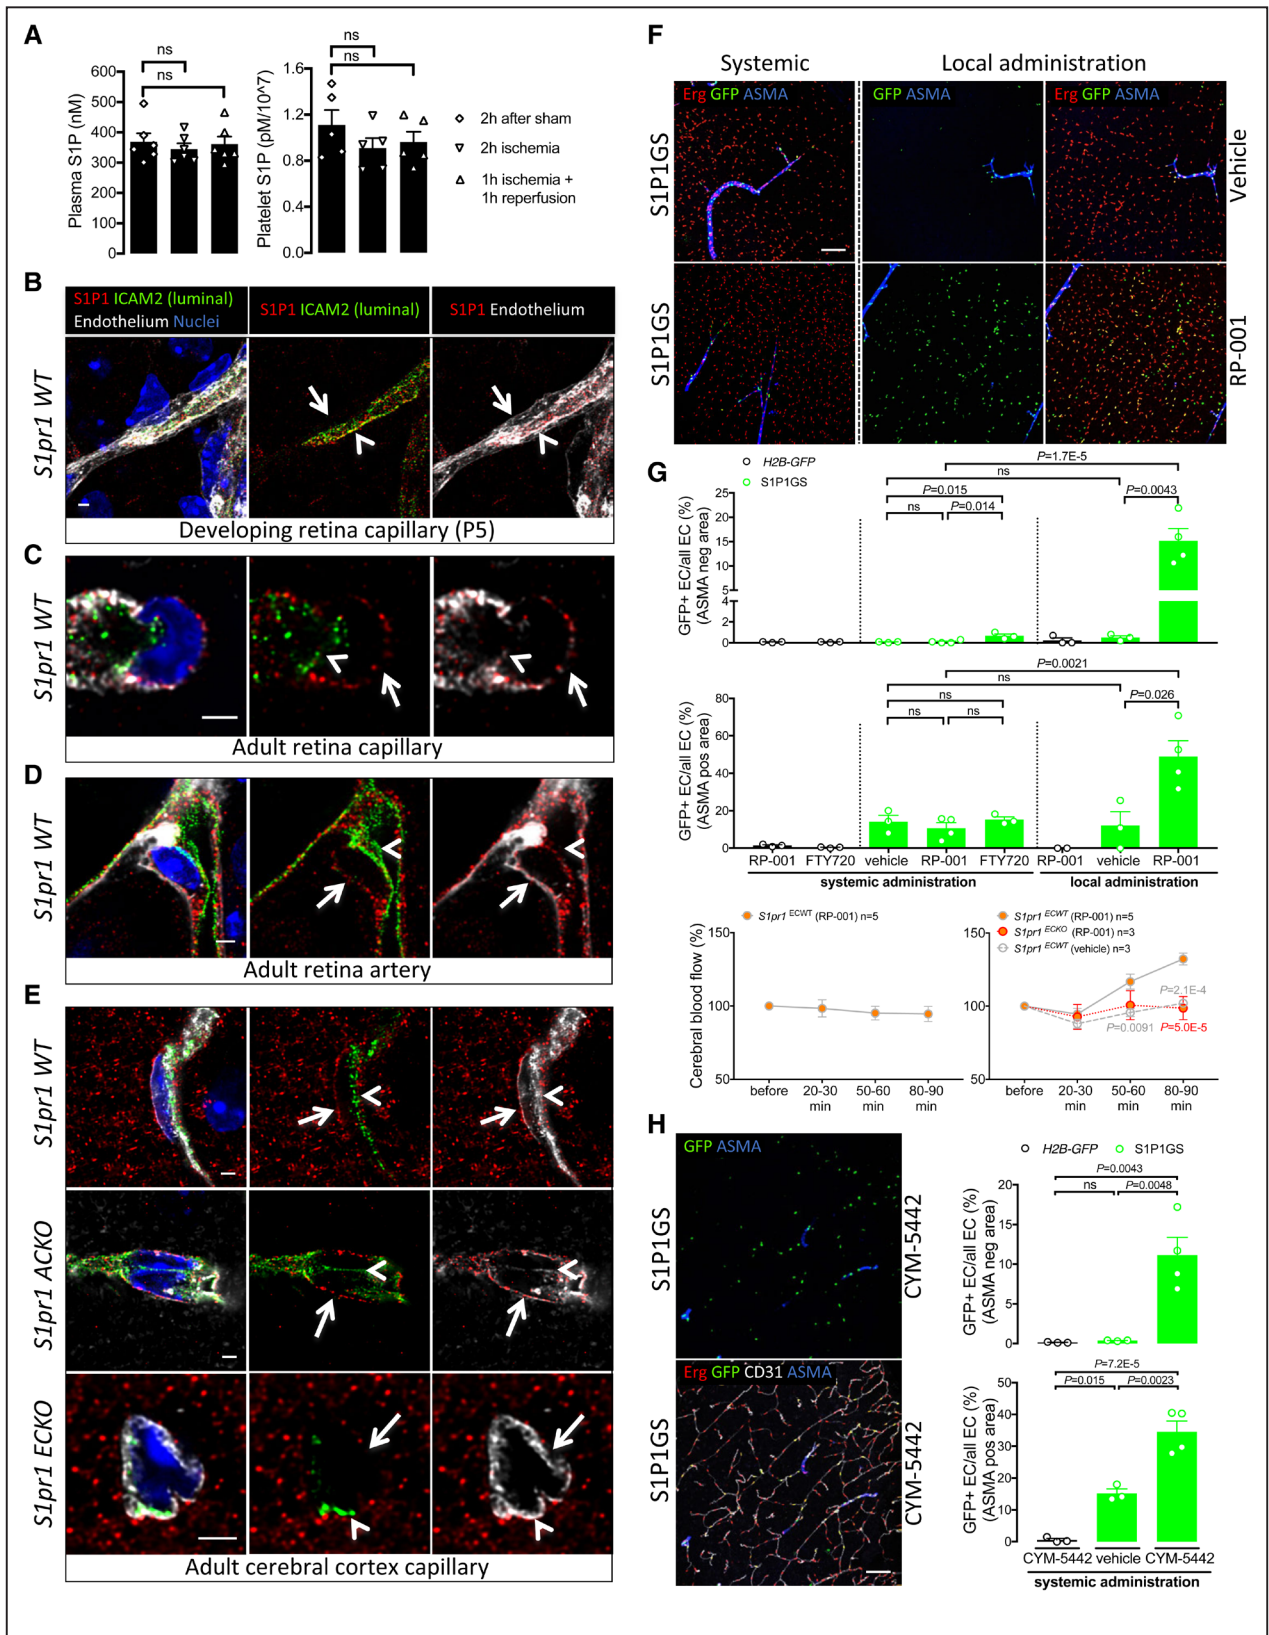 A
ns
ns
Plasma S1P (nM)
600
500
400
300
200
100
0
ns
ns
Platelet S1P (pM/10^7)
1.6
1.2
0.8
0.4
0.0
2h after sham
2h ischemia
1h ischemia +
1h reperfusion
B
S1P1 ICAM2 (luminal)
Endothelium Nuclei
S1P1 ICAM2 (luminal)
S1P1 Endothelium
S1pr1 WT
Developing retina capillary (P5)
C
S1pr1 WT
Adult retina capillary
D
S1pr1 WT
Adult retina artery
E
S1pr1 WT
S1pr1 ACKO
S1pr1 ECKO
Adult cerebral cortex capillary
F
Systemic
Local administration
Erg GFP ASMA
GFP ASMA
Erg GFP ASMA
S1P1GS
Vehicle
S1P1GS
RP-001
G
H2B-GFP
S1P1GS
P=1.7E-5
ns
P=0.015
P=0.0043
ns
P=0.014
GFP+ EC/all EC (%)
(ASMA neg area)
25
20
15
10
5
4
2
0
P=0.0021
ns
ns
P=0.026
ns
ns
GFP+ EC/all EC (%)
(ASMA pos area)
80
60
40
20
0
RP-001
FTY720
vehicle
RP-001
FTY720
RP-001
vehicle
RP-001
systemic administration
local administration
S1pr1 ECWT (RP-001) n=5
Cerebral blood flow (%)
150
100
50
before
20-30
min
50-60
min
80-90
min
S1pr1 ECWT (RP-001) n=5
S1pr1 ECKO (RP-001) n=3
S1pr1 ECWT (vehicle) n=3
150
100
50
P=2.1E-4
P=0.0091
P=5.0E-5
before
20-30
min
50-60
min
80-90
min
H
GFP ASMA
S1P1GS
CYM-5442
Erg GFP CD31 ASMA
S1P1GS
CYM-5442
H2B-GFP
S1P1GS
P=0.0043
ns
P=0.0048
GFP+ EC/all EC (%)
(ASMA neg area)
20
15
10
5
0
P=7.2E-5
P=0.015
P=0.0023
GFP+ EC/all EC (%)
(ASMA pos area)
50
40
30
20
10
0
CYM-5442
vehicle
CYM-5442
systemic administration